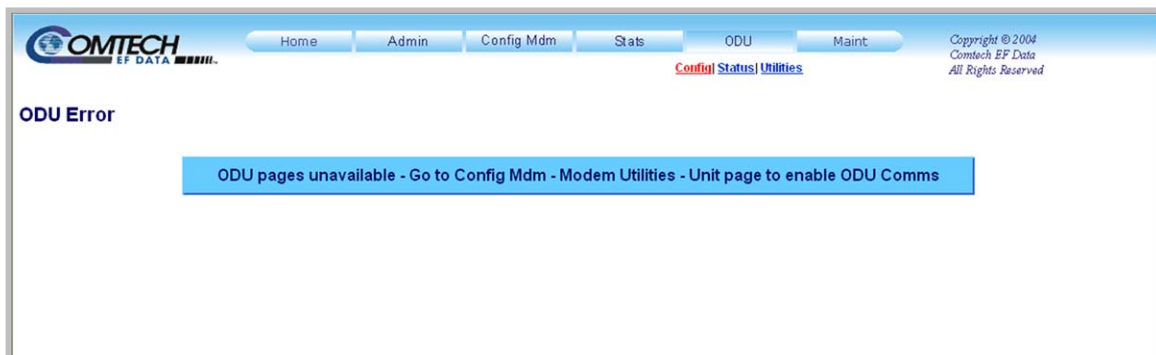 COMTECH
EF DATA
Home Admin Config Mdm Stats ODU Maint
Config| Status| Utilities
Copyright © 2004
Comtech EF Data
All Rights Reserved
ODU Error
ODU pages unavailable - Go to Config Mdm - Modem Utilities - Unit page to enable ODU Comms